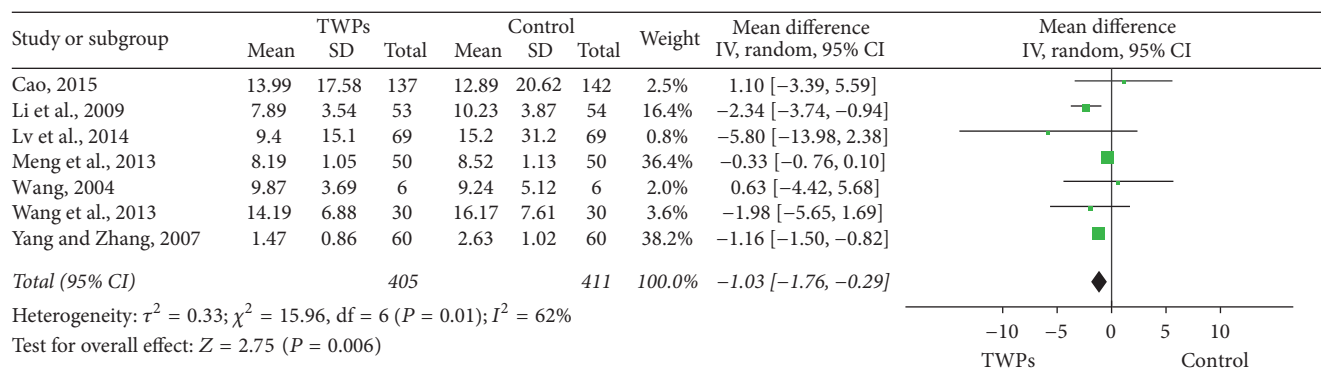 Study or subgroup TWPs Control Weight Mean difference Mean difference
Mean SD Total Mean SD Total IV, random, 95% CI IV, random, 95% CI
Cao, 2015 13.99 17.58 137 12.89 20.62 142 2.5% 1.10 [−3.39, 5.59]
Li et al., 2009 7.89 3.54 53 10.23 3.87 54 16.4% −2.34 [−3.74, −0.94]
Lv et al., 2014 9.4 15.1 69 15.2 31.2 69 0.8% −5.80 [−13.98, 2.38]
Meng et al., 2013 8.19 1.05 50 8.52 1.13 50 36.4% −0.33 [−0.76, 0.10]
Wang, 2004 9.87 3.69 6 9.24 5.12 6 2.0% 0.63 [−4.42, 5.68]
Wang et al., 2013 14.19 6.88 30 16.17 7.61 30 3.6% −1.98 [−5.65, 1.69]
Yang and Zhang, 2007 1.47 0.86 60 2.63 1.02 60 38.2% −1.16 [−1.50, −0.82]
Total (95% CI) 405 411 100.0% −1.03 [−1.76, −0.29]
Heterogeneity: τ² = 0.33; χ² = 15.96, df = 6 (P = 0.01); I² = 62%
Test for overall effect: Z = 2.75 (P = 0.006)
−10 −5 0 5 10
TWPs Control